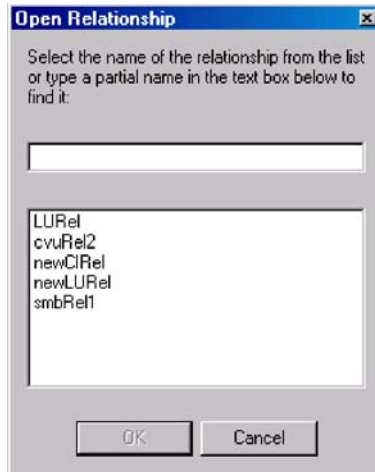 Open Relationship
Select the name of the relationship from the list
or type a partial name in the text box below to
find it:
LURel
cvuRel2
newClRel
newLURel
smbRel1
OK
Cancel